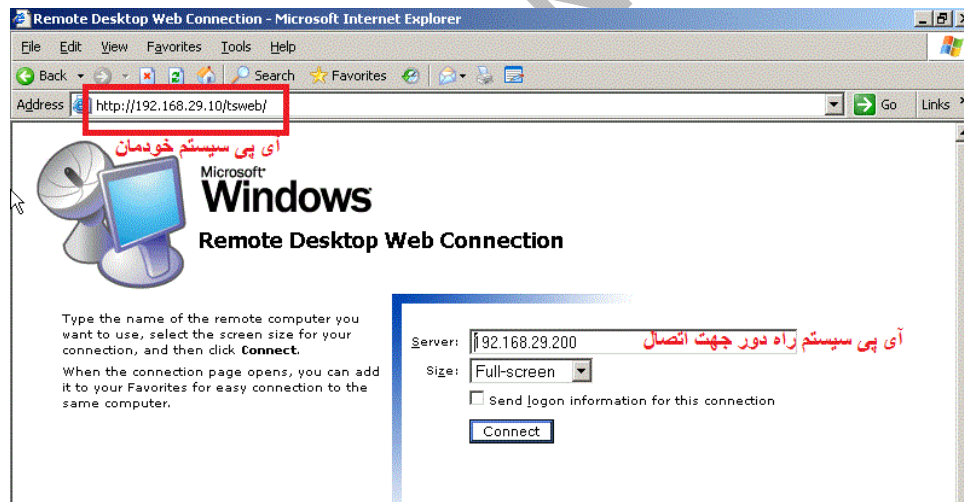 Remote Desktop Web Connection - Microsoft Internet Explorer
File Edit View Favorites Tools Help
Back Search Favorites
Address http://192.168.29.10/tsweb/ Go Links
آی پی سیستم خودمان
Microsoft
Windows
Remote Desktop Web Connection
Type the name of the remote computer you
want to use, select the screen size for your
connection, and then click Connect.
When the connection page opens, you can add
it to your Favorites for easy connection to the
same computer.
Server: 192.168.29.200 آی پی سیستم راه دور جهت اتصال
Size: Full-screen
Send logon information for this connection
Connect